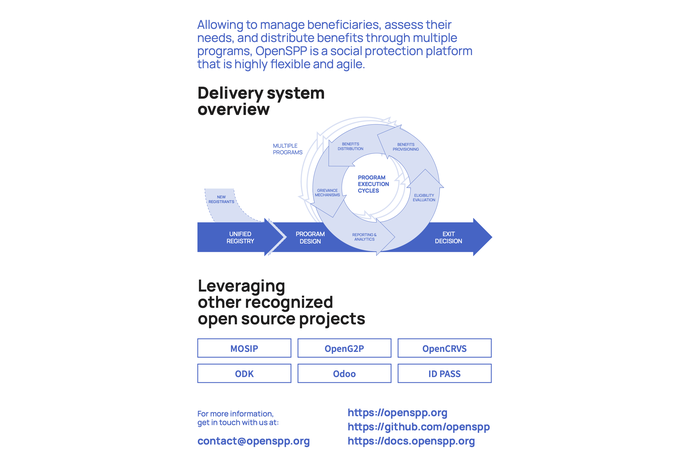 Allowing to manage beneficiaries, assess their
needs, and distribute benefits through multiple
programs, OpenSPP is a social protection platform
that is highly flexible and agile.
Delivery system
overview
MULTIPLE
PROGRAMS
BENEFITS
DISTRIBUTION
BENEFITS
PROVISIONING
PROGRAM
EXECUTION
CYCLES
GRIEVANCE
MECHANISMS
ELIGIBILITY
EVALUATION
NEW
REGISTRANTS
UNIFIED
REGISTRY
PROGRAM
DESIGN
REPORTING &
ANALYTICS
EXIT
DECISION
Leveraging
other recognized
open source projects
MOSIP
OpenG2P
OpenCRVS
ODK
Odoo
ID PASS
For more information,
get in touch with us at:
contact@openspp.org
https://openspp.org
https://github.com/openspp
https://docs.openspp.org